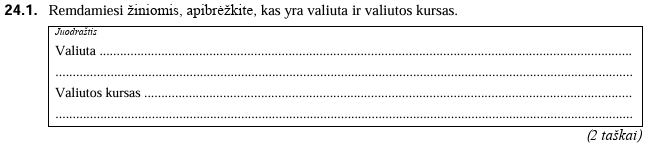 24.1. Remdamiesi žiniomis, apibrėžkite, kas yra valiuta ir valiutos kursas.
Juodraštis
Valiuta ....................................................................................................
....................................................................................................
Valiutos kursas ....................................................................................................
....................................................................................................
(2 taškai)